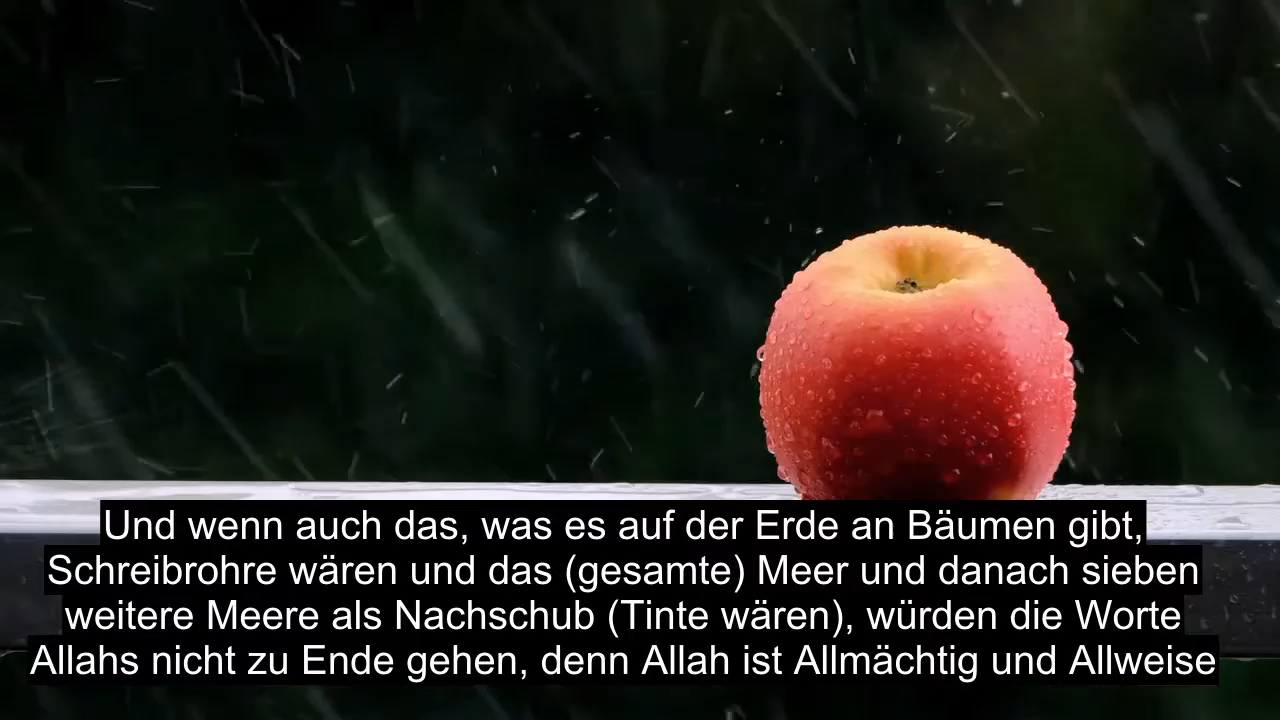 Und wenn auch das, was es auf der Erde an Bäumen gibt,
Schreibrohre wären und das (gesamte) Meer und danach sieben
weitere Meere als Nachschub (Tinte wären), würden die Worte
Allahs nicht zu Ende gehen, denn Allah ist Allmächtig und Allweise